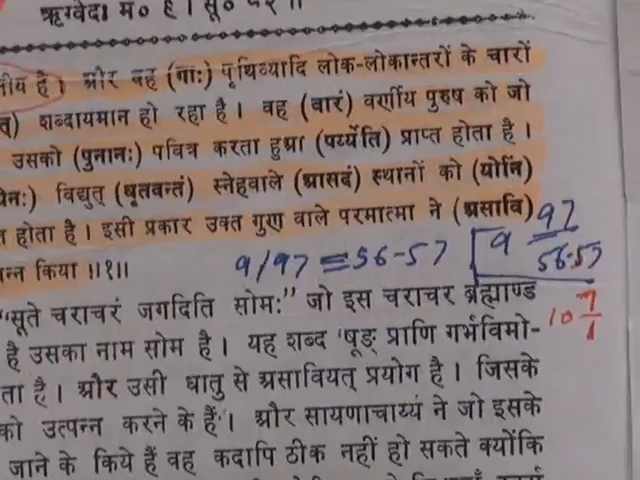 ऋग्वेदः म० ९ । सू०
है। और वह (गाः) पृथिव्यादि लोक-लोकान्तरों के चारों
शब्दायमान हो रहा है। वह (वारं) वर्णीय पुरुष को जो
उसको (पुनानः) पवित्र करता हुआ (पर्य्येति) प्राप्त होता है।
विद्युत् (घृतवन्तं) स्नेहवाले (आसदं) स्थानों को (योनिं)
होता है। इसी प्रकार उक्त गुण वाले परमात्मा ने (असावि)
किया ॥१॥
9/97 = 56-57
9 97
56-57
“सूते चराचरं जगदिति सोमः” जो इस चराचर ब्रह्माण्ड
10 7/1
है उसका नाम सोम है। यह शब्द ‘षूङ् प्राणि गर्भविमो-
है। और उसी धातु से असावियत् प्रयोग है। जिसके
को उत्पन्न करने के हैं। और सायणाचार्य्य ने जो इसके
जाने के किये हैं वह कदापि ठीक नहीं हो सकते क्योंकि